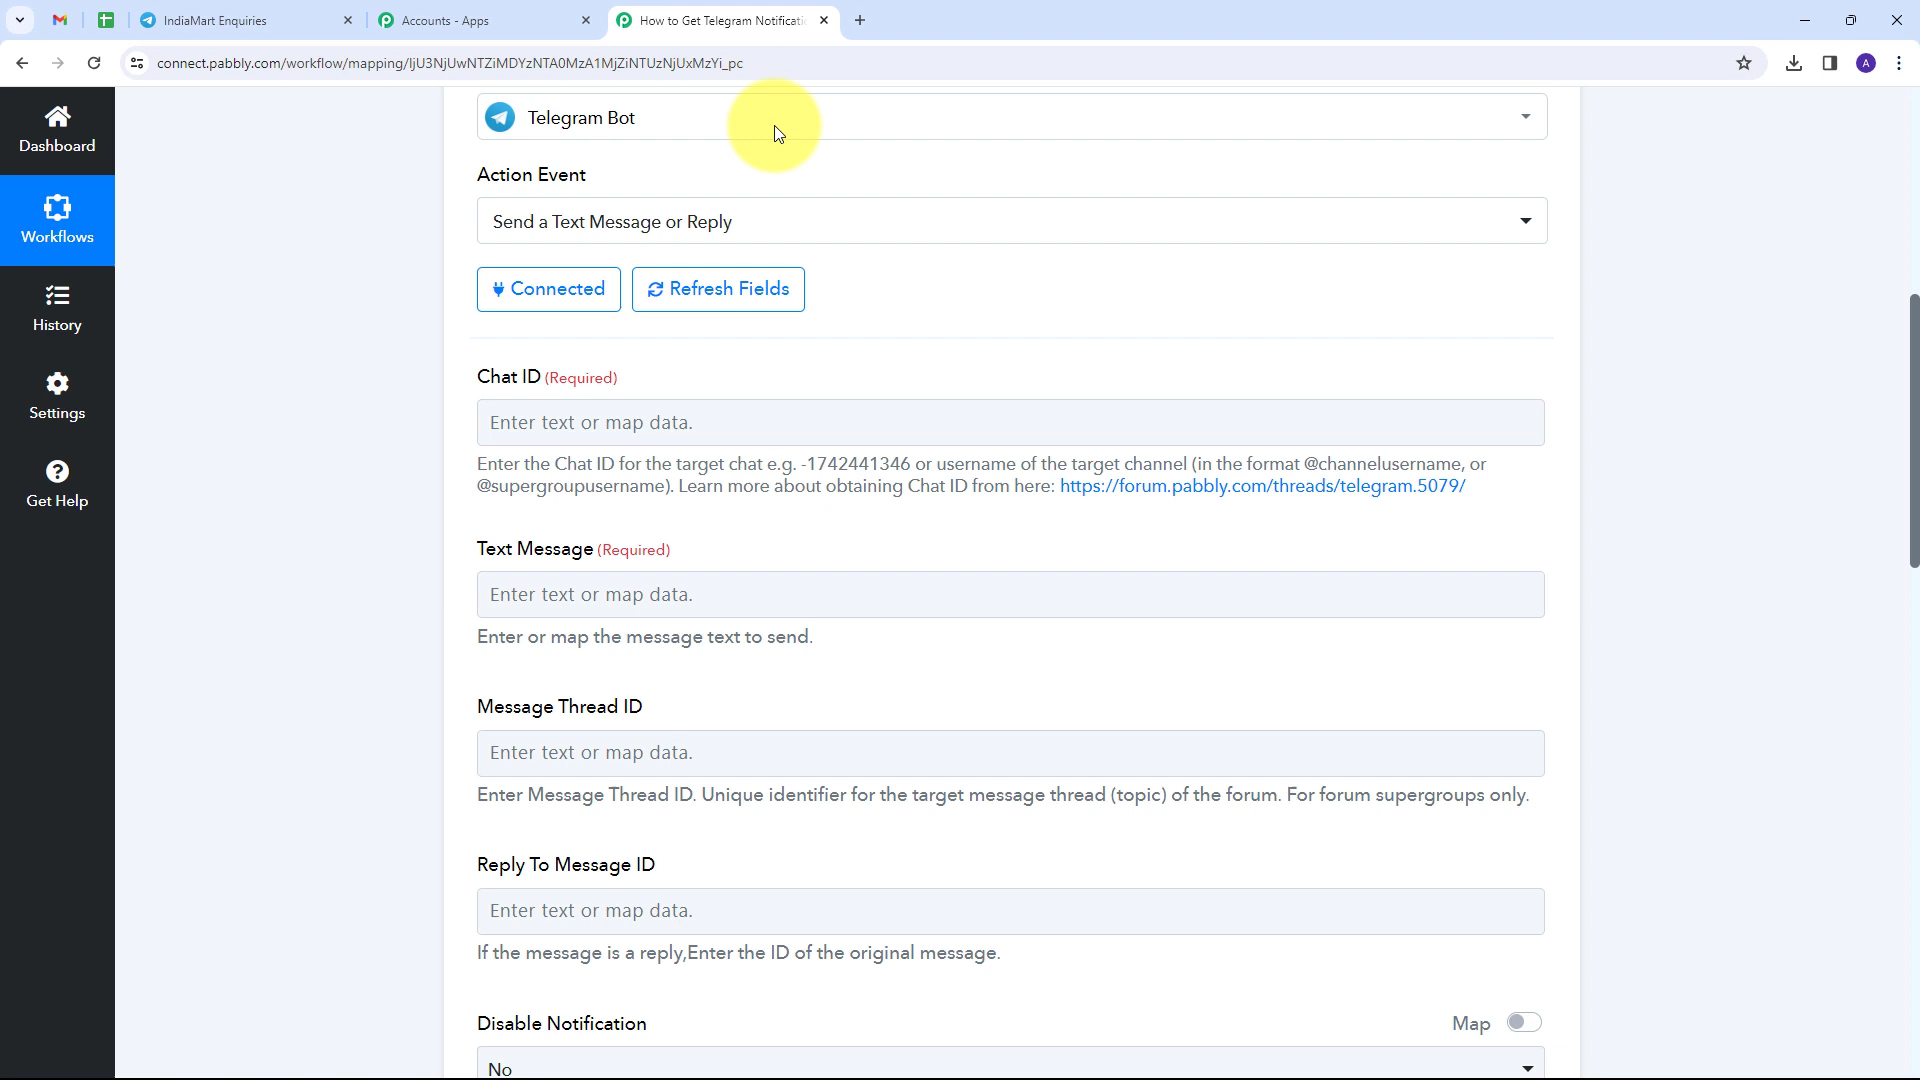 IndiaMart Enquiries
Accounts - Apps
How to Get Telegram Notificatic
connect.pabbly.com/workflow/mapping/IjU3NjUwNTZiMDYzNTA0MzA1MjZiNTUzNjUxMzYi_pc
A
Dashboard
Workflows
History
Settings
Get Help
Telegram Bot
Action Event
Send a Text Message or Reply
Connected
Refresh Fields
Chat ID (Required)
Enter text or map data.
Enter the Chat ID for the target chat e.g. -1742441346 or username of the target channel (in the format @channelusername, or
@supergroupusername). Learn more about obtaining Chat ID from here: https://forum.pabbly.com/threads/telegram.5079/
Text Message (Required)
Enter text or map data.
Enter or map the message text to send.
Message Thread ID
Enter text or map data.
Enter Message Thread ID. Unique identifier for the target message thread (topic) of the forum. For forum supergroups only.
Reply To Message ID
Enter text or map data.
If the message is a reply,Enter the ID of the original message.
Disable Notification
Map
No